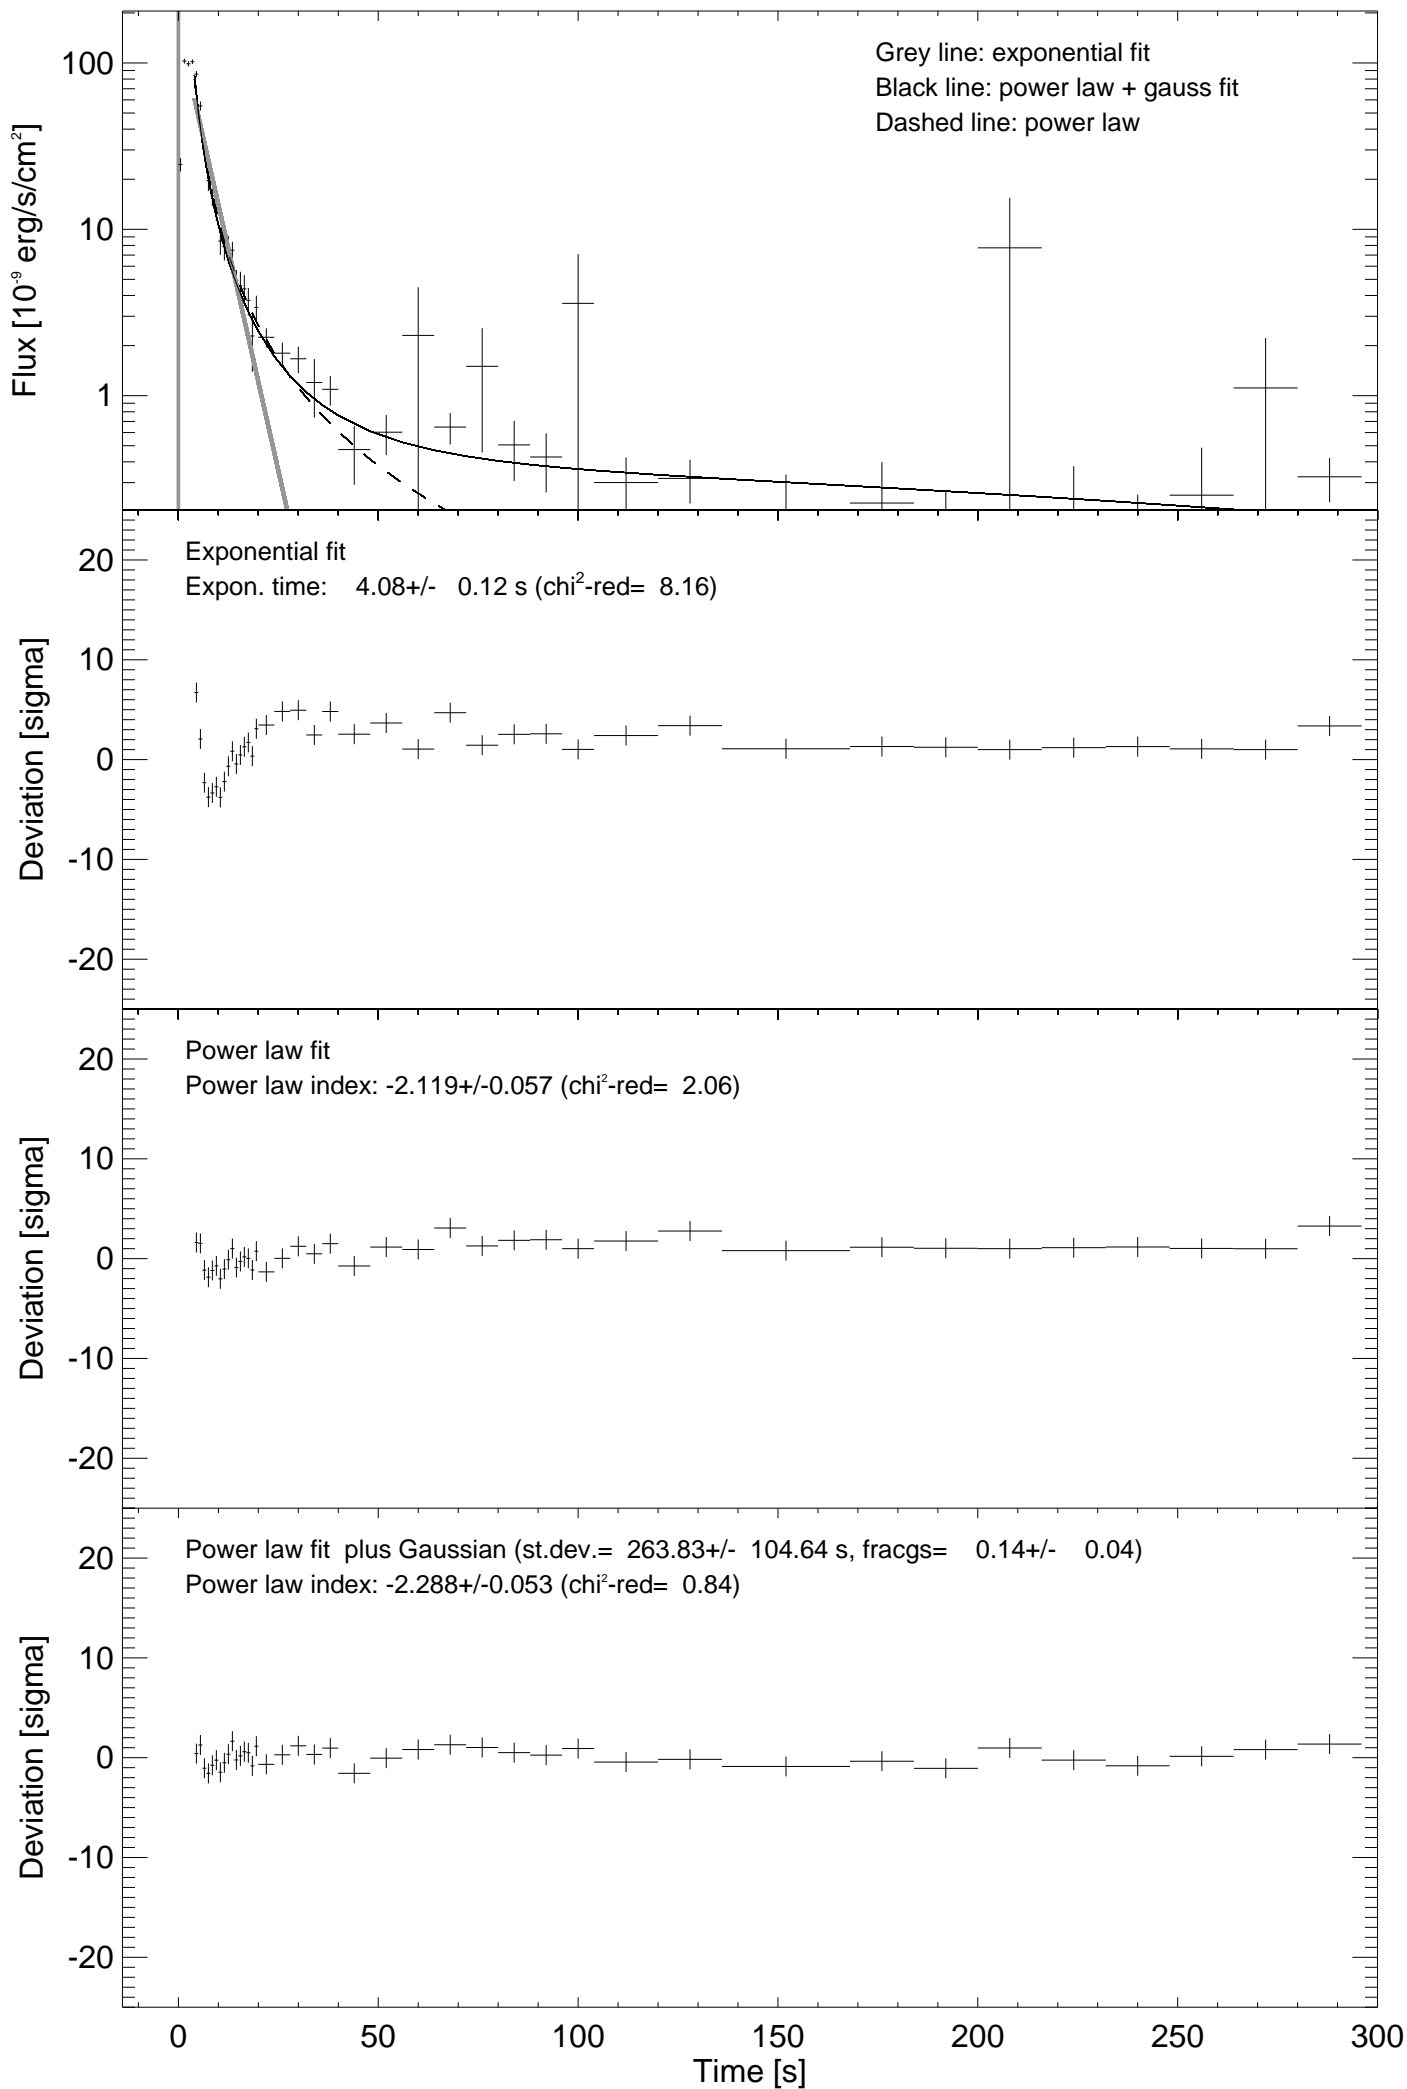 Grey line: exponential fit
Black line: power law + gauss fit
Dashed line: power law
100
10
1
Flux [10⁻⁹ erg/s/cm²]
Exponential fit
Expon. time: 4.08+/- 0.12 s (chi²-red= 8.16)
20
10
0
-10
-20
Deviation [sigma]
Power law fit
Power law index: -2.119+/-0.057 (chi²-red= 2.06)
20
10
0
-10
-20
Deviation [sigma]
Power law fit plus Gaussian (st.dev.= 263.83+/- 104.64 s, fracgs= 0.14+/- 0.04)
Power law index: -2.288+/-0.053 (chi²-red= 0.84)
20
10
0
-10
-20
Deviation [sigma]
0 50 100 150 200 250 300
Time [s]